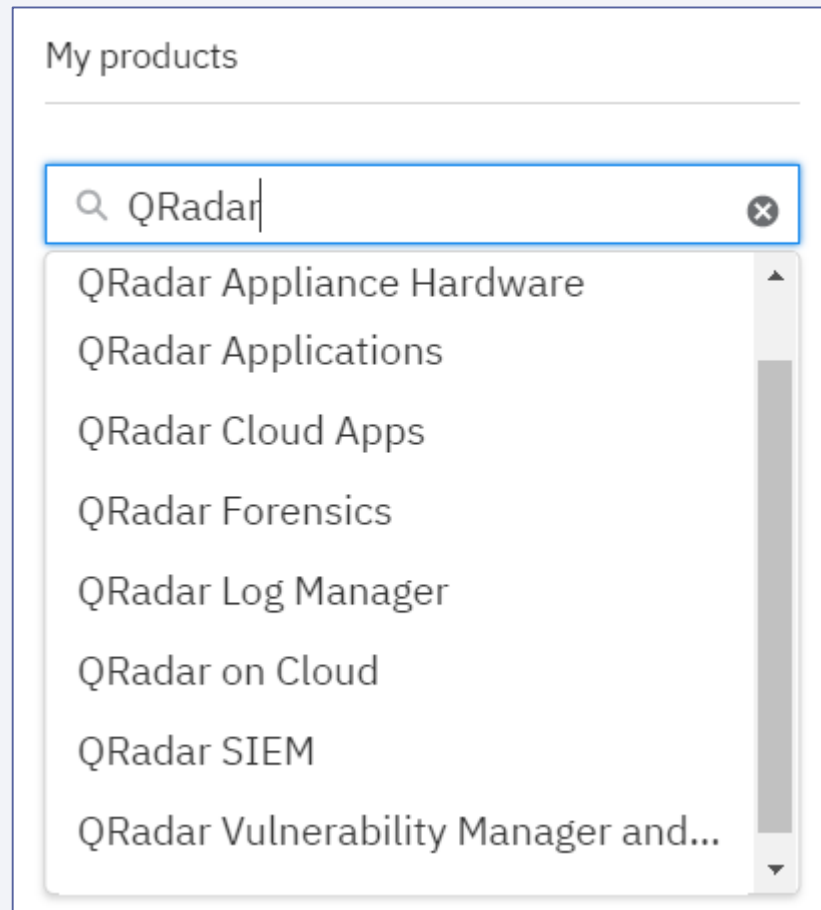 My products
QRadar
QRadar Appliance Hardware
QRadar Applications
QRadar Cloud Apps
QRadar Forensics
QRadar Log Manager
QRadar on Cloud
QRadar SIEM
QRadar Vulnerability Manager and...